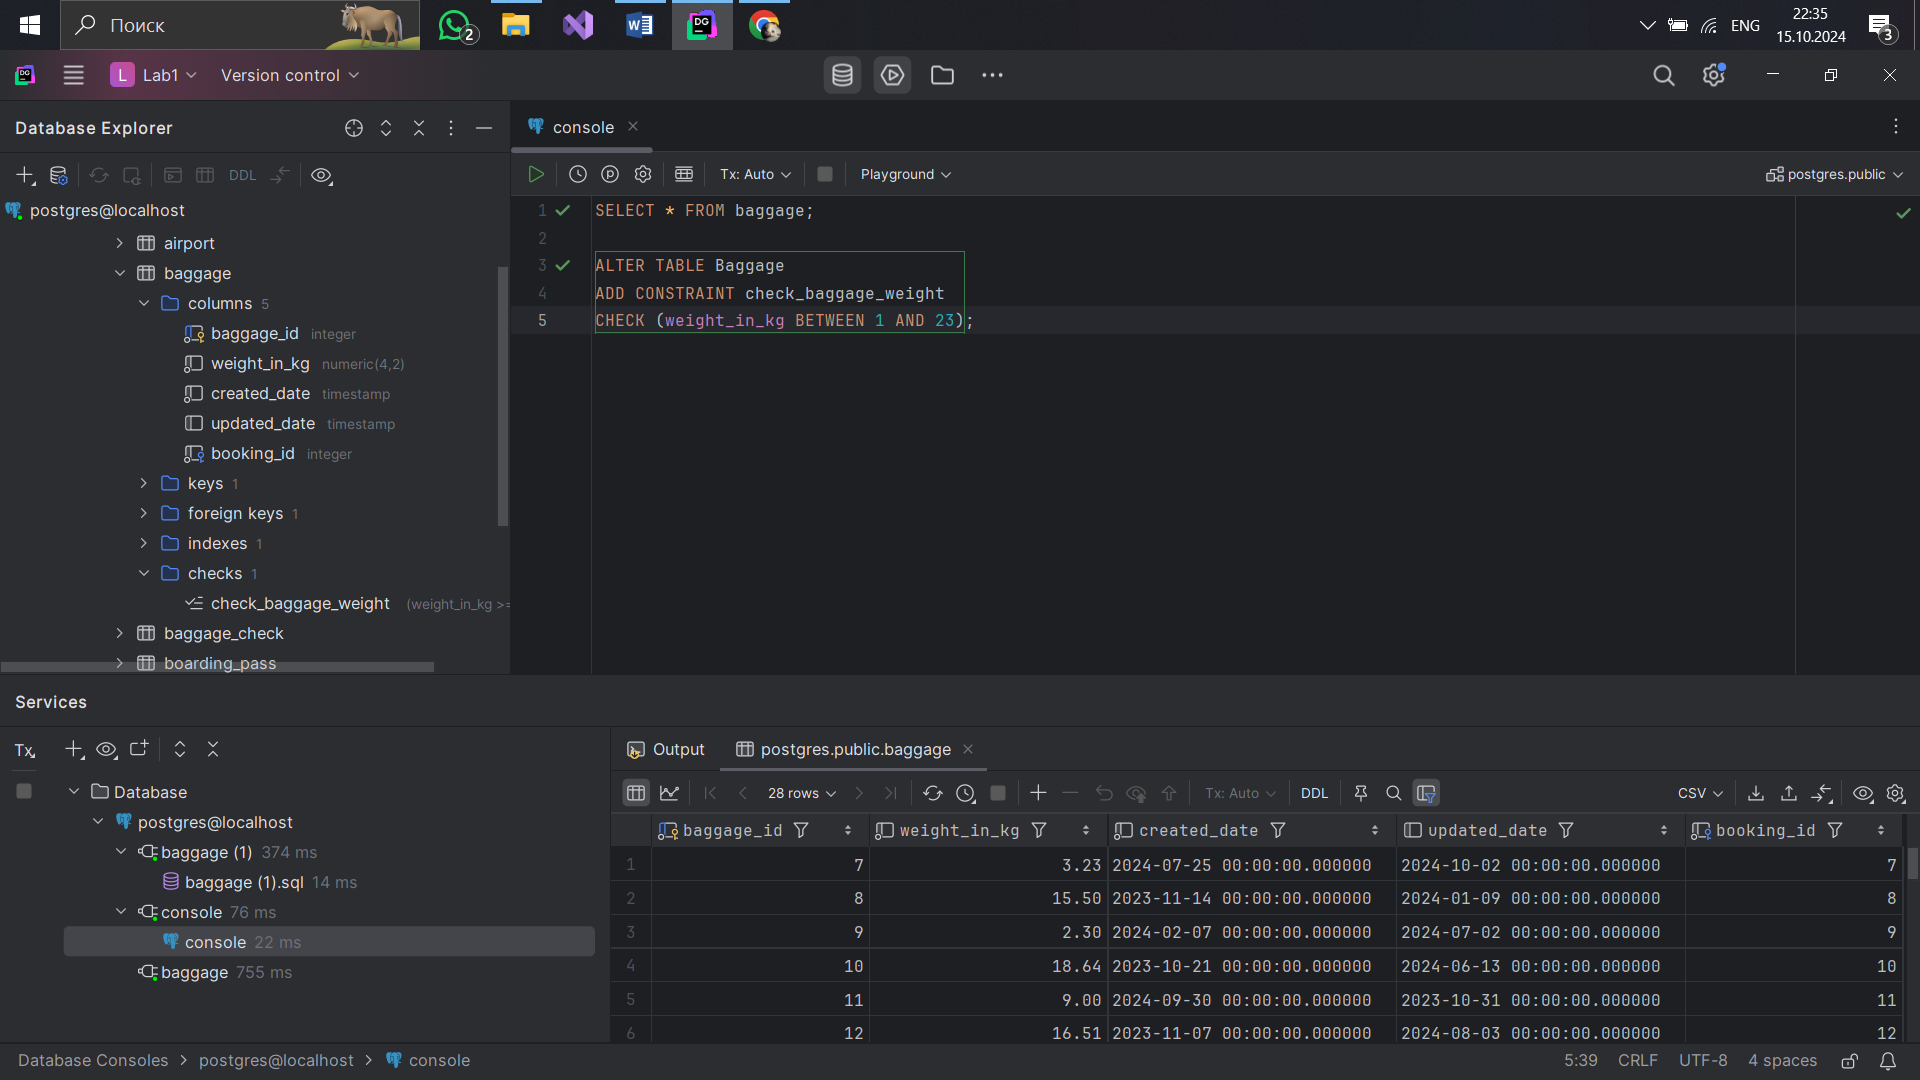 Поиск
2
DG
ENG
22:35
15.10.2024
3
DG
L Lab1
Version control
Database Explorer
console
DDL
Tx: Auto
Playground
postgres.public
postgres@localhost
airport
baggage
columns 5
baggage_id integer
weight_in_kg numeric(4,2)
created_date timestamp
updated_date timestamp
booking_id integer
keys 1
foreign keys 1
indexes 1
checks 1
check_baggage_weight (weight_in_kg >=
baggage_check
boarding_pass
1 SELECT * FROM baggage;
2
3 ALTER TABLE Baggage
4 ADD CONSTRAINT check_baggage_weight
5 CHECK (weight_in_kg BETWEEN 1 AND 23);
Services
Tx
Database
postgres@localhost
baggage (1) 374 ms
baggage (1).sql 14 ms
console 76 ms
console 22 ms
baggage 755 ms
Output
postgres.public.baggage
28 rows
Tx: Auto
DDL
CSV
baggage_id weight_in_kg created_date updated_date booking_id
1 7 3.23 2024-07-25 00:00:00.000000 2024-10-02 00:00:00.000000 7
2 8 15.50 2023-11-14 00:00:00.000000 2024-01-09 00:00:00.000000 8
3 9 2.30 2024-02-07 00:00:00.000000 2024-07-02 00:00:00.000000 9
4 10 18.64 2023-10-21 00:00:00.000000 2024-06-13 00:00:00.000000 10
5 11 9.00 2024-09-30 00:00:00.000000 2023-10-31 00:00:00.000000 11
6 12 16.51 2023-11-07 00:00:00.000000 2024-08-03 00:00:00.000000 12
Database Consoles > postgres@localhost > console
5:39 CRLF UTF-8 4 spaces